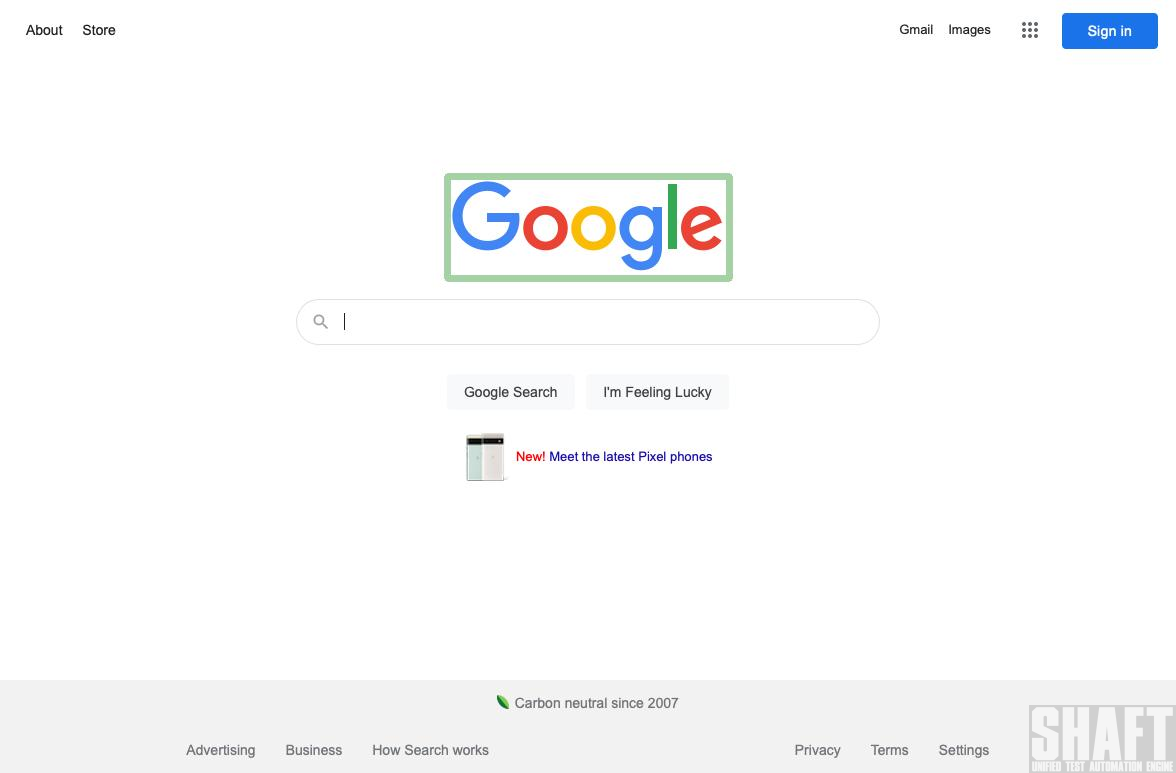 About Store Gmail Images Sign in
Google
Google Search I'm Feeling Lucky
New! Meet the latest Pixel phones
Carbon neutral since 2007
Advertising Business How Search works Privacy Terms Settings
SHAFT
UNIFIED TEST AUTOMATION ENGINE